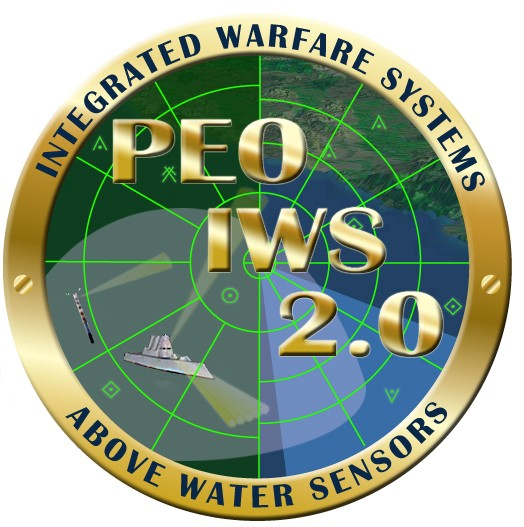 INTEGRATED WARFARE SYSTEMS
PEO
IWS
2.0
ABOVE WATER SENSORS